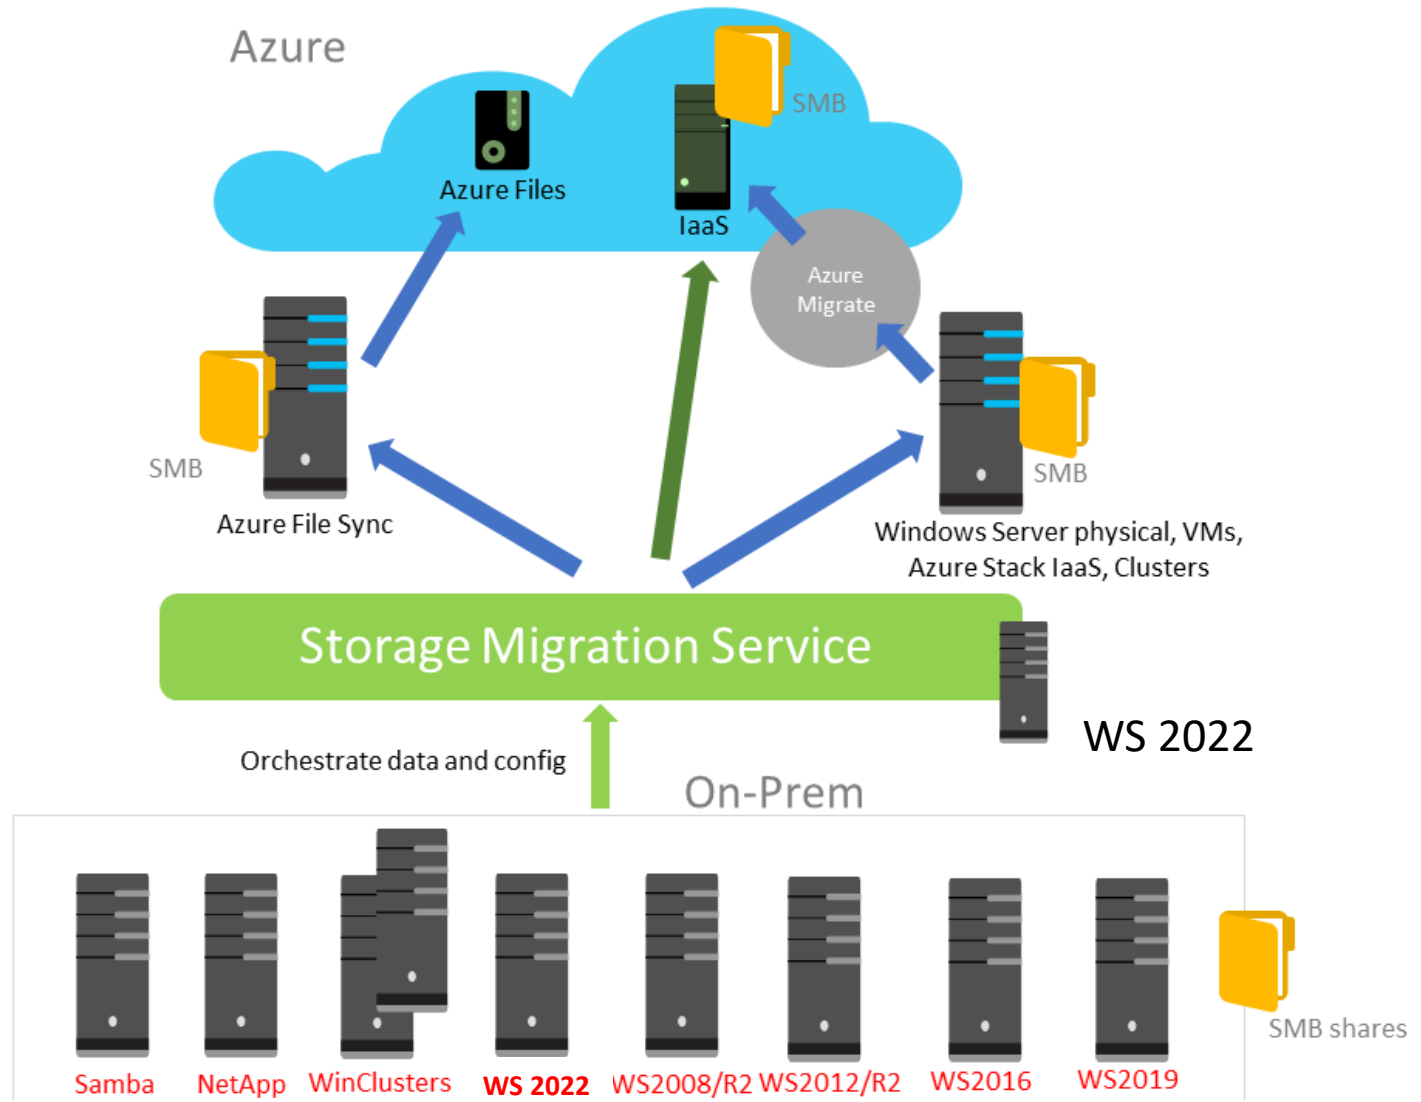 Azure
SMB
Azure Files
IaaS
Azure
Migrate
SMB
SMB
Azure File Sync
Windows Server physical, VMs,
Azure Stack IaaS, Clusters
Storage Migration Service
WS 2022
Orchestrate data and config
On-Prem
SMB shares
Samba
NetApp
WinClusters
WS 2022
WS2008/R2
WS2012/R2
WS2016
WS2019